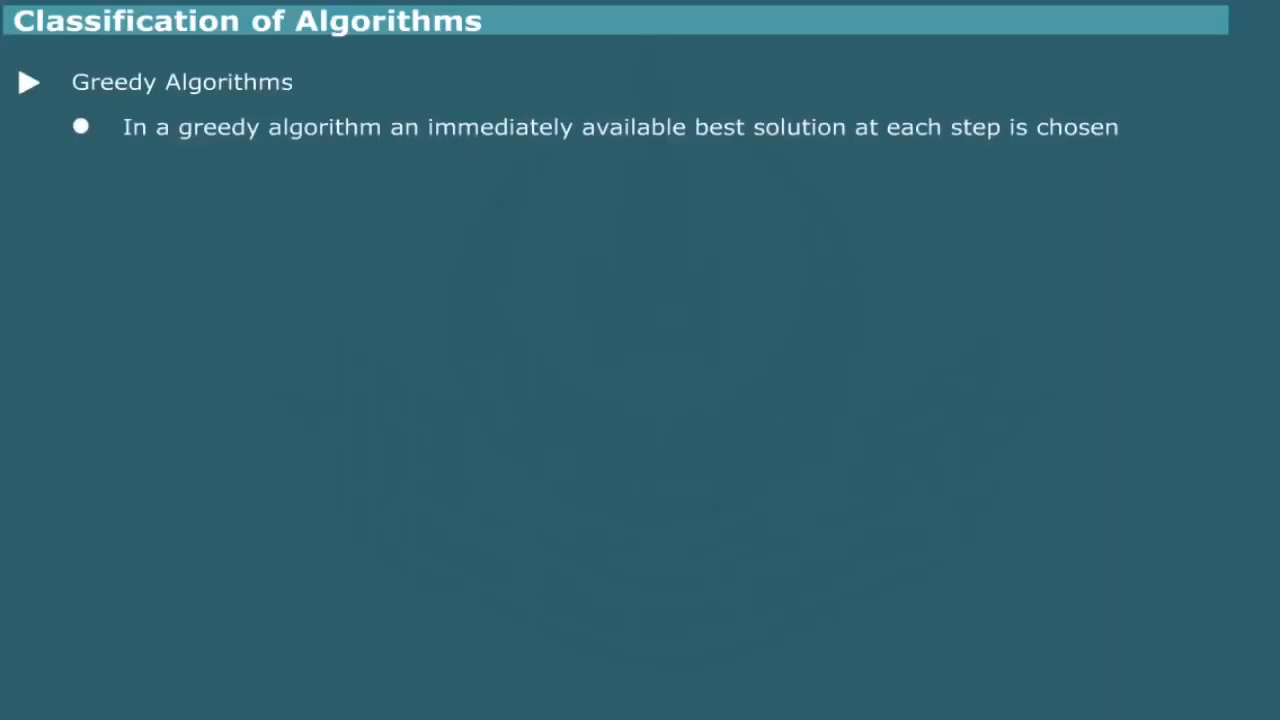 Classification of Algorithms
Greedy Algorithms
In a greedy algorithm an immediately available best solution at each step is chosen